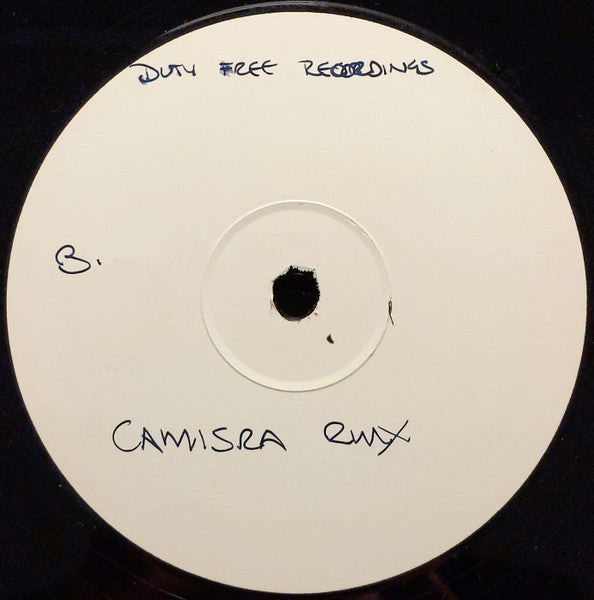 DUTY FREE RECORDINGS
B.
CAMISRA RMX